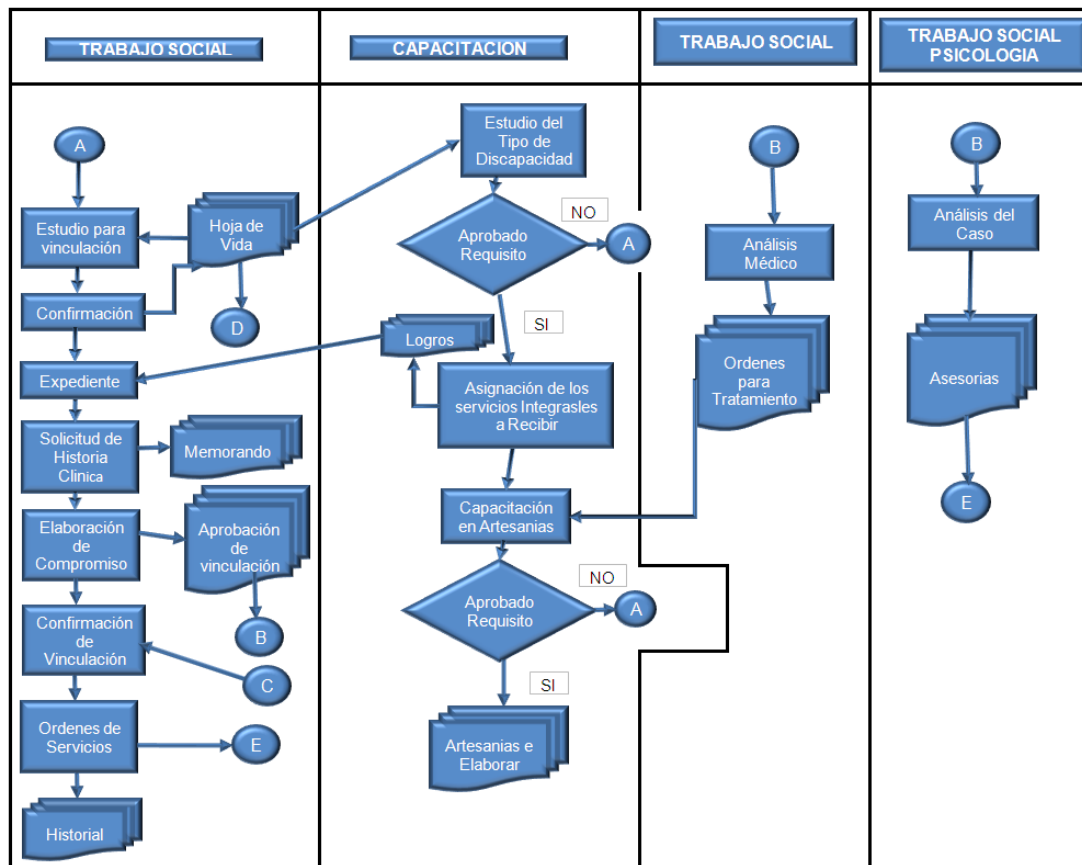 TRABAJO SOCIAL
CAPACITACION
TRABAJO SOCIAL
TRABAJO SOCIAL
PSICOLOGIA
A
Estudio para
vinculación
Hoja de
Vida
Confirmación
D
Expediente
Solicitud de
Historia
Clinica
Memorando
Elaboración
de
Compromiso
Aprobación
de
vinculación
Confirmación
de
Vinculación
B
C
Ordenes de
Servicios
E
Historial
Estudio del
Tipo de
Discapacidad
NO
Aprobado
Requisito
A
SI
Logros
Asignación de los
servicios Integrasles
a Recibir
Capacitación
en Artesanias
NO
Aprobado
Requisito
A
SI
Artesanias e
Elaborar
B
Análisis
Médico
Ordenes
para
Tratamiento
B
Análisis del
Caso
Asesorias
E